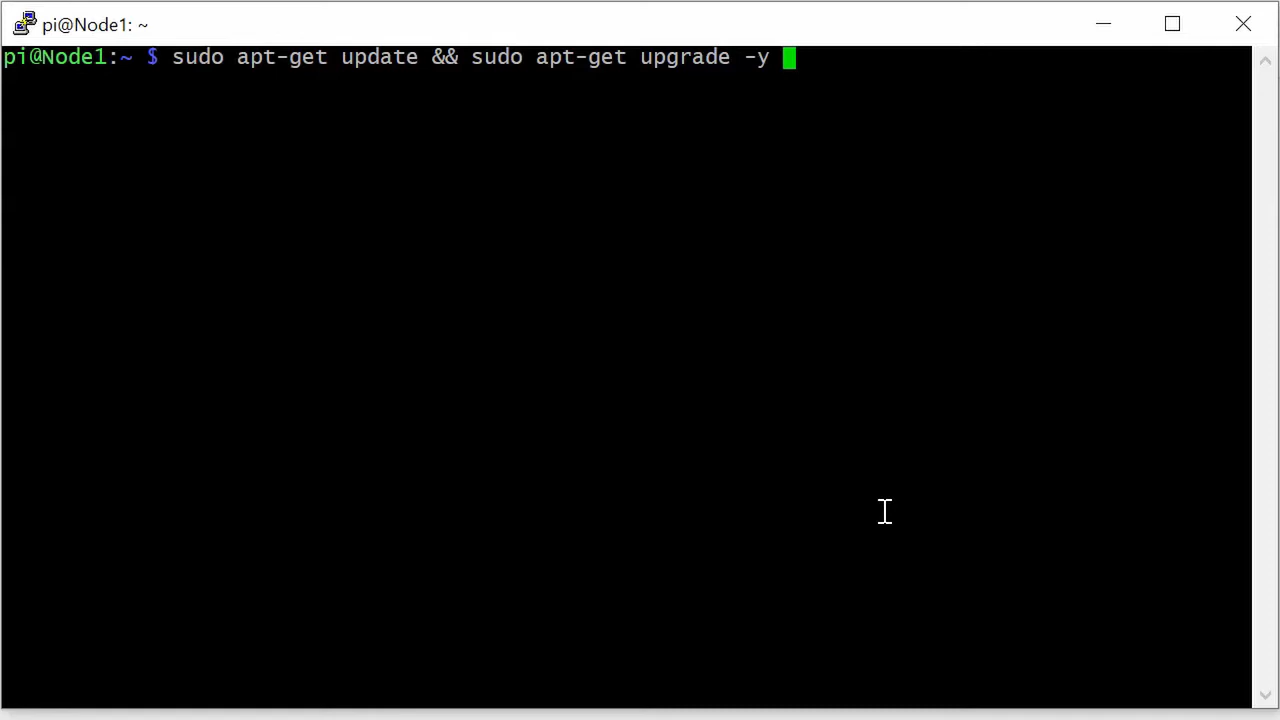 pi@Node1: ~
pi@Node1:~ $ sudo apt-get update && sudo apt-get upgrade -y